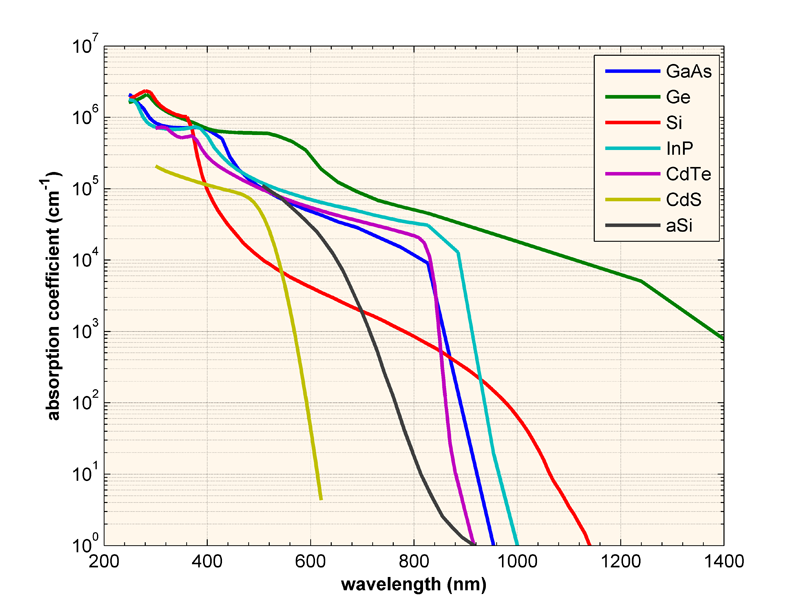 10^7
10^6
10^5
10^4
10^3
10^2
10^1
10^0
absorption coefficient (cm^-1)
GaAs
Ge
Si
InP
CdTe
CdS
aSi
200 400 600 800 1000 1200 1400
wavelength (nm)